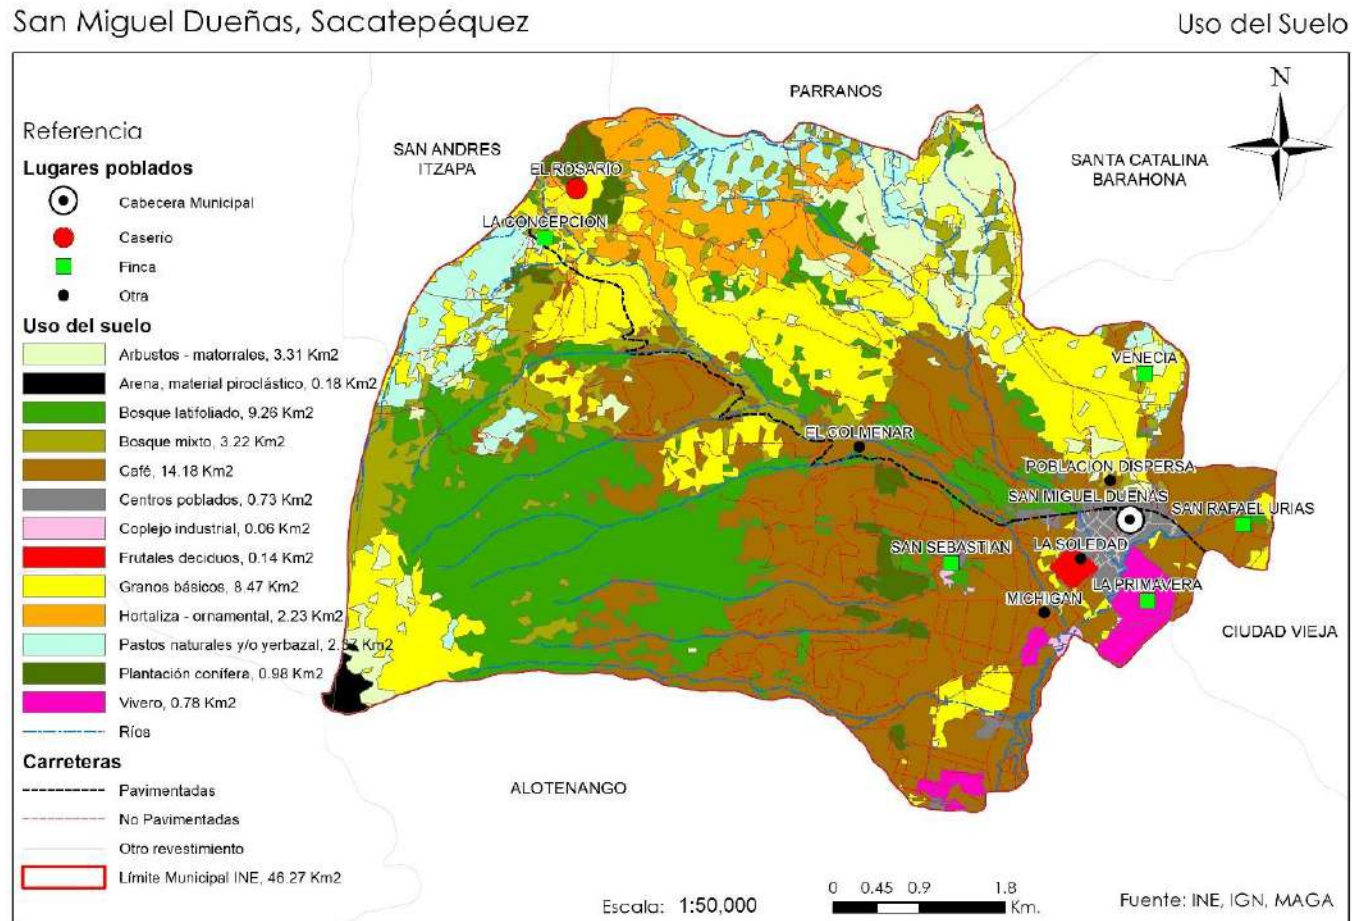 San Miguel Dueñas, Sacatepéquez
Uso del Suelo
Referencia
Lugares poblados
Cabecera Municipal
Caserio
Finca
Otra
Uso del suelo
Arbustos - matorrales, 3.31 Km2
Arena, material piroclástico, 0.18 Km2
Bosque latifoliado, 9.26 Km2
Bosque mixto, 3.22 Km2
Café, 14.18 Km2
Centros poblados, 0.73 Km2
Coplejo industrial, 0.06 Km2
Frutales deciduos, 0.14 Km2
Granos básicos, 8.47 Km2
Hortaliza - ornamental, 2.23 Km2
Pastos naturales y/o yerbazal, Km2
Plantación conífera, 0.98 Km2
Vivero, 0.78 Km2
Ríos
Carreteras
Pavimentadas
No Pavimentadas
Otro revestimiento
Límite Municipal INE, 46.27 Km2
N
PARRANOS
SAN ANDRES
ITZAPA
SANTA CATALINA
BARAHONA
EL ROSARIO
LA CONCEPCION
VENECIA
EL COLMENAR
POBLACION DISPERSA
SAN MIGUEL DUEÑAS
SAN RAFAEL URIAS
SAN SEBASTIAN
LA SOLEDAD
LA PRIMAVERA
MICHIGAN
CIUDAD VIEJA
ALOTENANGO
Escala: 1:50,000
0 0.45 0.9 1.8
Km.
Fuente: INE, IGN, MAGA